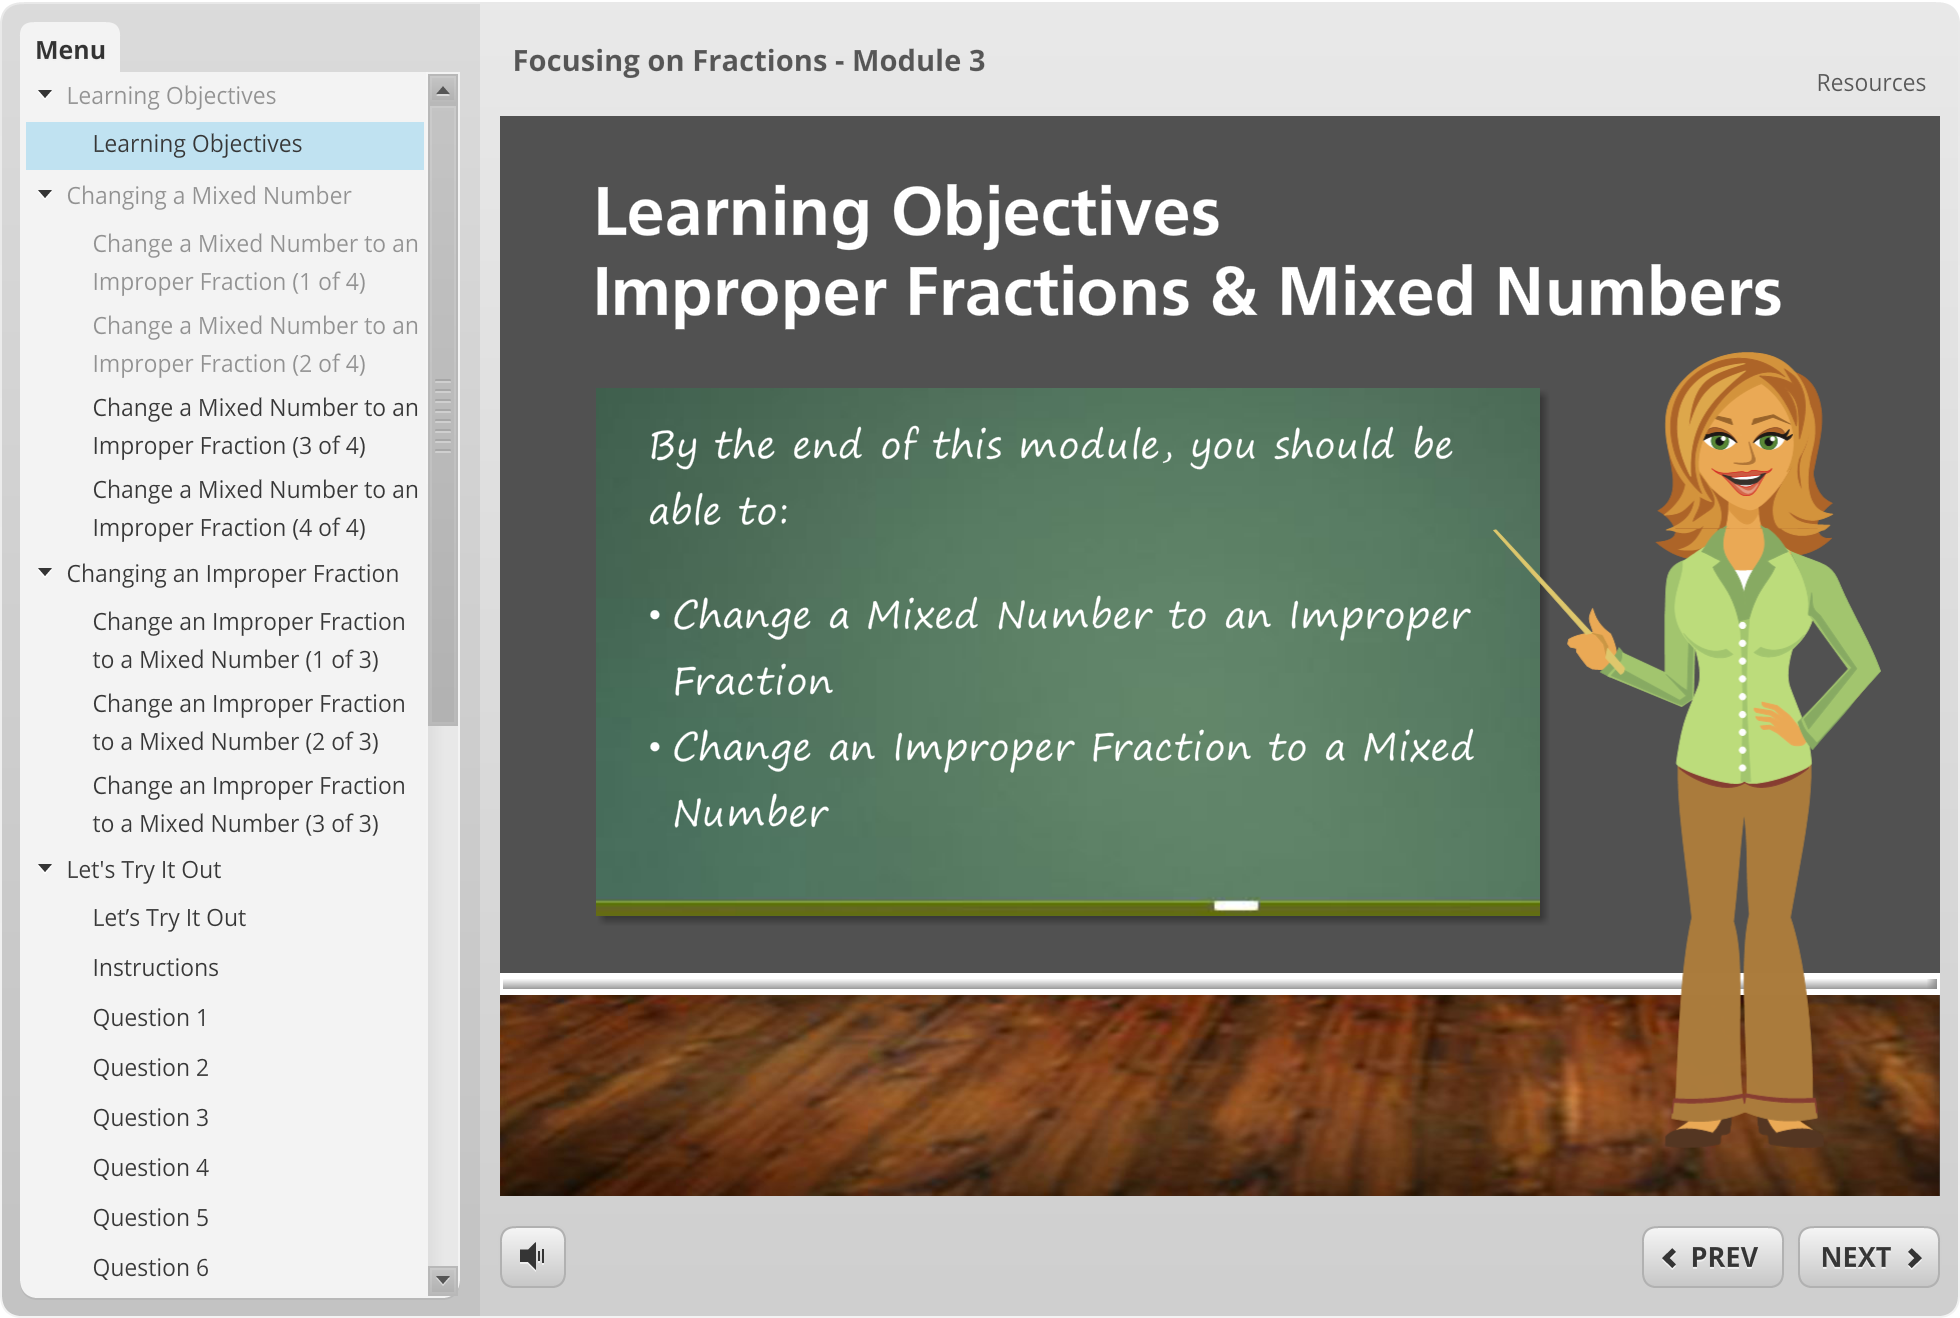 Menu
Learning Objectives
Learning Objectives
Changing a Mixed Number
Change a Mixed Number to an
Improper Fraction (1 of 4)
Change a Mixed Number to an
Improper Fraction (2 of 4)
Change a Mixed Number to an
Improper Fraction (3 of 4)
Change a Mixed Number to an
Improper Fraction (4 of 4)
Changing an Improper Fraction
Change an Improper Fraction
to a Mixed Number (1 of 3)
Change an Improper Fraction
to a Mixed Number (2 of 3)
Change an Improper Fraction
to a Mixed Number (3 of 3)
Let's Try It Out
Let’s Try It Out
Instructions
Question 1
Question 2
Question 3
Question 4
Question 5
Question 6
Focusing on Fractions - Module 3
Resources
Learning Objectives
Improper Fractions & Mixed Numbers
By the end of this module, you should be
able to:
• Change a Mixed Number to an Improper
Fraction
• Change an Improper Fraction to a Mixed
Number
PREV
NEXT